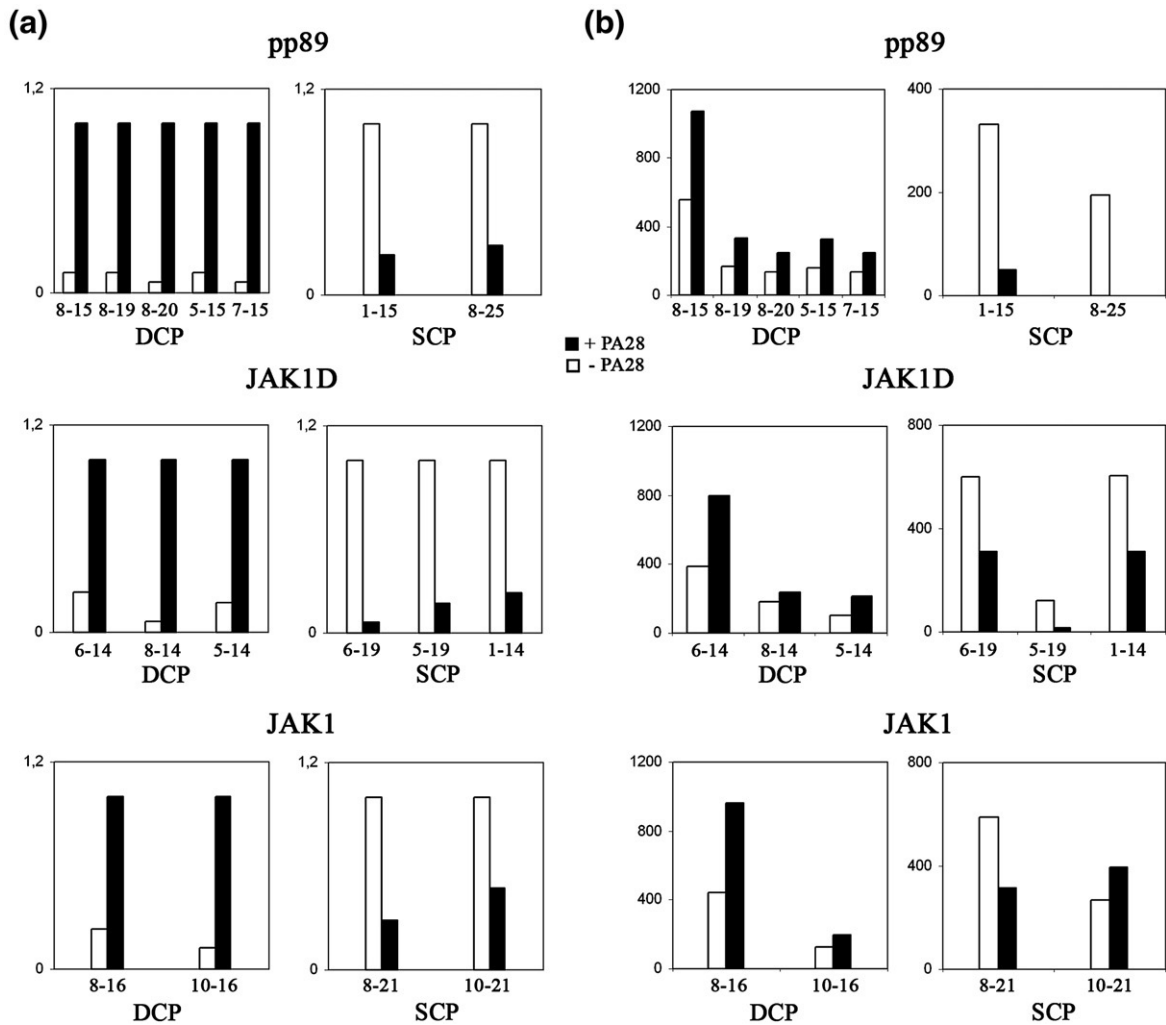 (a)
(b)
pp89
pp89
1,2
0
8-15 8-19 8-20 5-15 7-15
DCP
1,2
0
1-15 8-25
SCP
1200
800
400
0
8-15 8-19 8-20 5-15 7-15
DCP
400
200
0
1-15 8-25
SCP
+ PA28
- PA28
JAK1D
JAK1D
1,2
0
6-14 8-14 5-14
DCP
1,2
0
6-19 5-19 1-14
SCP
1200
800
400
0
6-14 8-14 5-14
DCP
800
400
0
6-19 5-19 1-14
SCP
JAK1
JAK1
1,2
0
8-16 10-16
DCP
1,2
0
8-21 10-21
SCP
1200
800
400
0
8-16 10-16
DCP
800
400
0
8-21 10-21
SCP